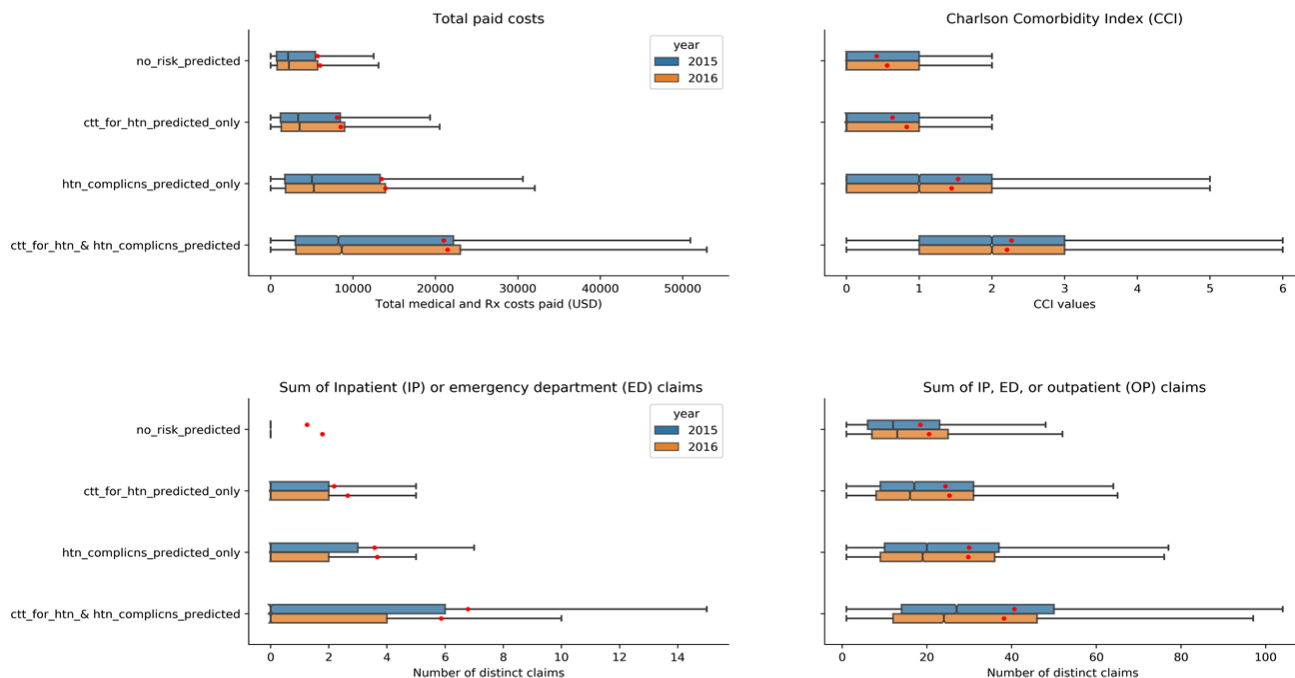 Total paid costs
no_risk_predicted
ctt_for_htn_predicted_only
htn_complicns_predicted_only
ctt_for_htn_& htn_complicns_predicted
year
2015
2016
0 10000 20000 30000 40000 50000
Total medical and Rx costs paid (USD)
Charlson Comorbidity Index (CCI)
0 1 2 3 4 5 6
CCI values
Sum of Inpatient (IP) or emergency department (ED) claims
no_risk_predicted
ctt_for_htn_predicted_only
htn_complicns_predicted_only
ctt_for_htn_& htn_complicns_predicted
year
2015
2016
0 2 4 6 8 10 12 14
Number of distinct claims
Sum of IP, ED, or outpatient (OP) claims
0 20 40 60 80 100
Number of distinct claims